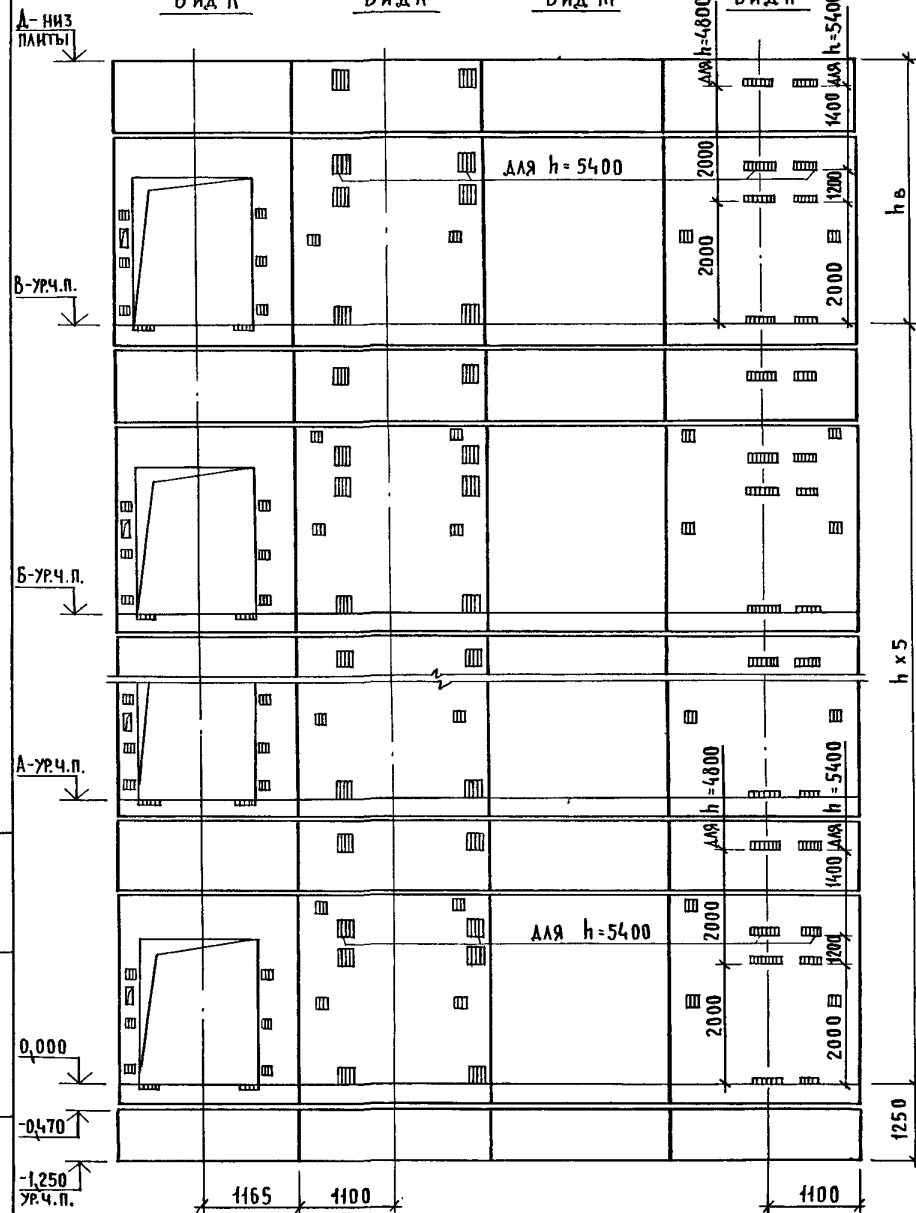 Вид К
Вид Л
Вид М
Вид П
Д- низ
плиты
для h=4800
для h=5400
1400
2000
для h=5400
1200
hв
2000
2000
В-ур.ч.п.
Б-ур.ч.п.
h x 5
А-ур.ч.п.
для h=4800
для h=5400
1400
2000
для h=5400
1200
2000
2000
0,000
-0,470
1250
-1,250
ур.ч.п.
1165
1100
1100